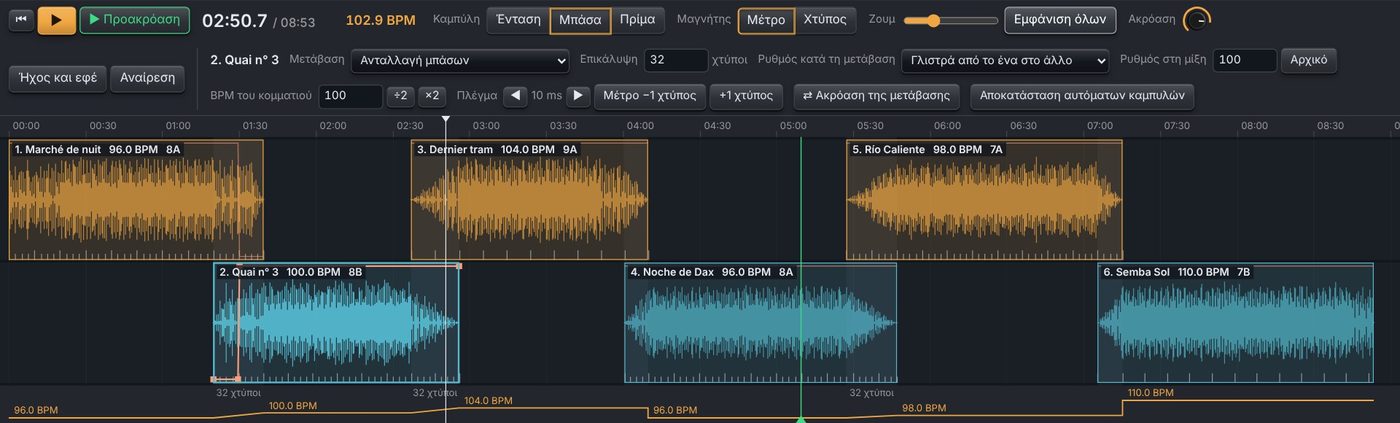 Προακρόαση 02:50.7 / 08:53 102.9 BPM Καμπύλη Ένταση Μπάσα Πρίμα Μαγνήτης Μέτρο Χτύπος Ζουμ Εμφάνιση όλων Ακρόαση
Ήχος και εφέ Αναίρεση 2. Quai n° 3 Μετάβαση Ανταλλαγή μπάσων Επικάλυψη 32 χτύποι Ρυθμός κατά τη μετάβαση Γλιστρά από το ένα στο άλλο Ρυθμός στη μίξη 100 Αρχικό
BPM του κομματιού 100 ÷2 ×2 Πλέγμα ◀ 10 ms ▶ Μέτρο −1 χτύπος +1 χτύπος ⇄ Ακρόαση της μετάβασης Αποκατάσταση αυτόματων καμπυλών
00:00 00:30 01:00 01:30 02:00 02:30 03:00 03:30 04:00 04:30 05:00 05:30 06:00 06:30 07:00 07:30 08:00 08:30
1. Marché de nuit 96.0 BPM 8A 3. Dernier tram 104.0 BPM 9A 5. Río Caliente 98.0 BPM 7A
2. Quai n° 3 100.0 BPM 8B 4. Noche de Dax 96.0 BPM 8A 6. Semba Sol 110.0 BPM 7B
32 χτύποι 32 χτύποι 32 χτύποι
96.0 BPM 100.0 BPM 104.0 BPM 96.0 BPM 98.0 BPM 110.0 BPM